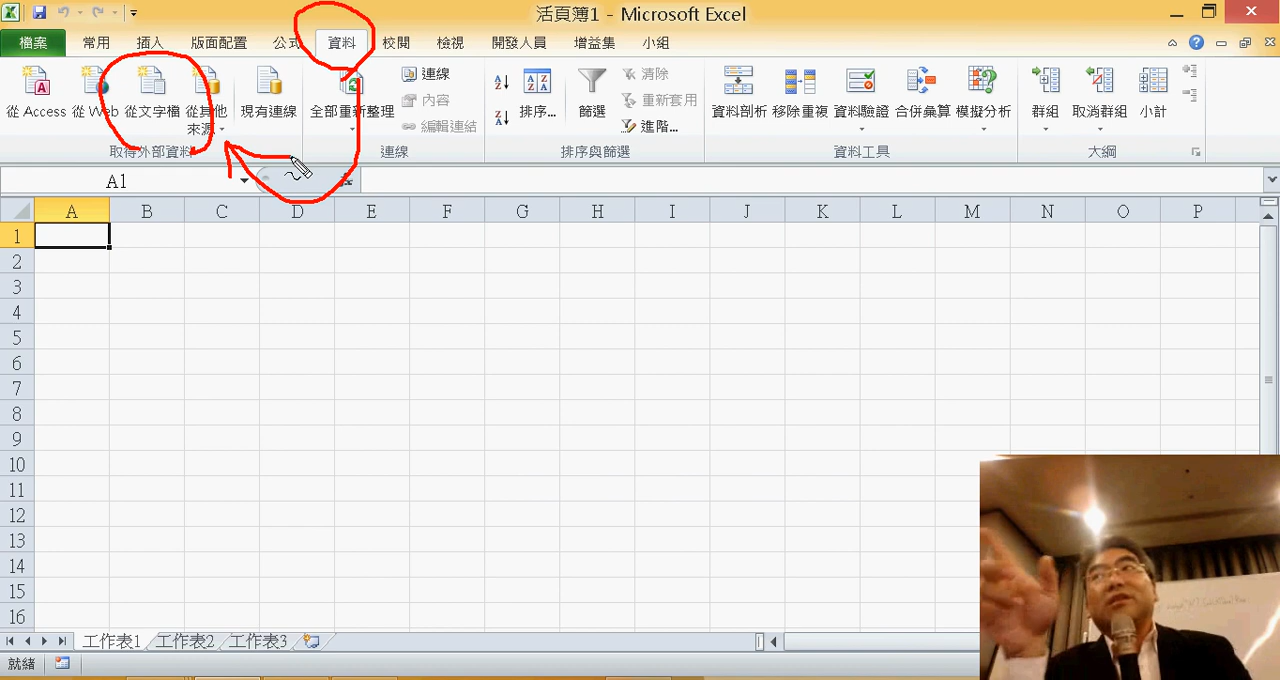 活頁簿1 - Microsoft Excel
檔案 常用 插入 版面配置 公式 資料 校閱 檢視 開發人員 增益集 小組
從 Access 從 Web 從文字檔 從其他來源 現有連線
取得外部資料
全部重新整理 連線 內容 編輯連結
連線
排序... 篩選 清除 重新套用 進階...
排序與篩選
資料剖析 移除重複 資料驗證 合併彙算 模擬分析
資料工具
群組 取消群組 小計
大綱
A1
A B C D E F G H I J K L M N O P
1
2
3
4
5
6
7
8
9
10
11
12
13
14
15
16
工作表1 工作表2 工作表3
就緒